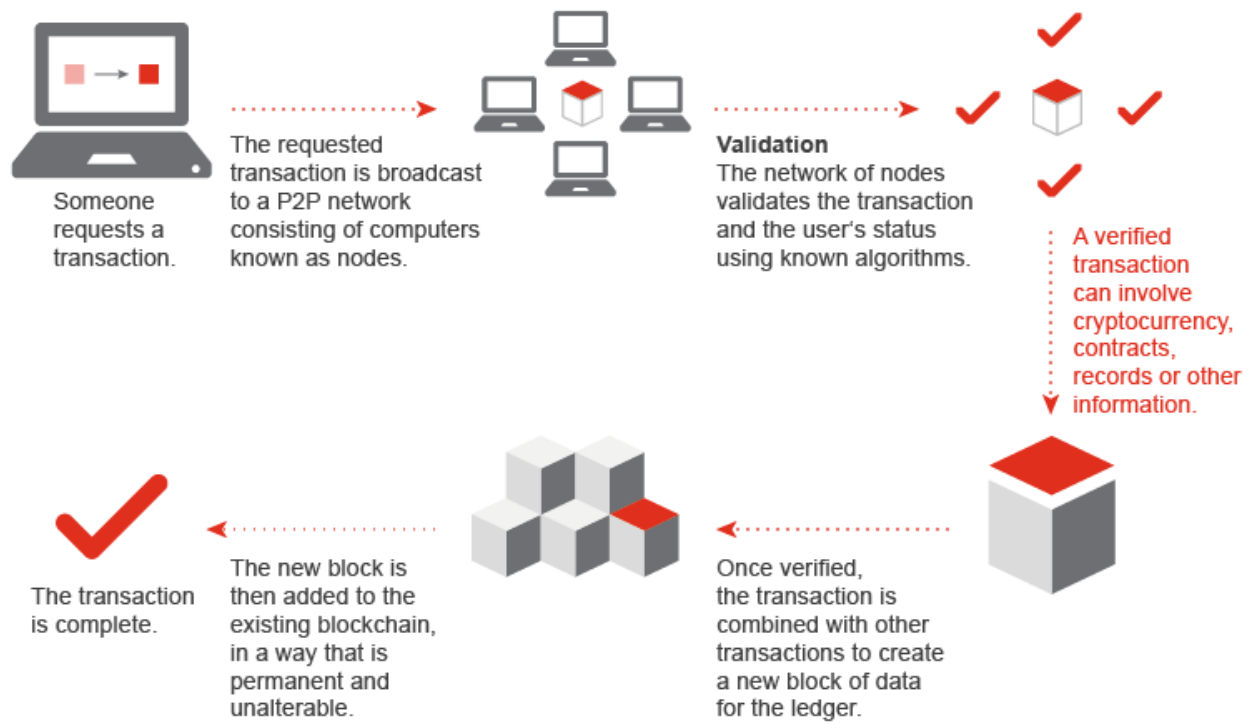 Someone
requests a
transaction.
The requested
transaction is broadcast
to a P2P network
consisting of computers
known as nodes.
Validation
The network of nodes
validates the transaction
and the user‘s status
using known algorithms.
A verified
transaction
can involve
cryptocurrency,
contracts,
records or other
information.
Once verified,
the transaction is
combined with other
transactions to create
a new block of data
for the ledger.
The new block is
then added to the
existing blockchain,
in a way that is
permanent and
unalterable.
The transaction
is complete.